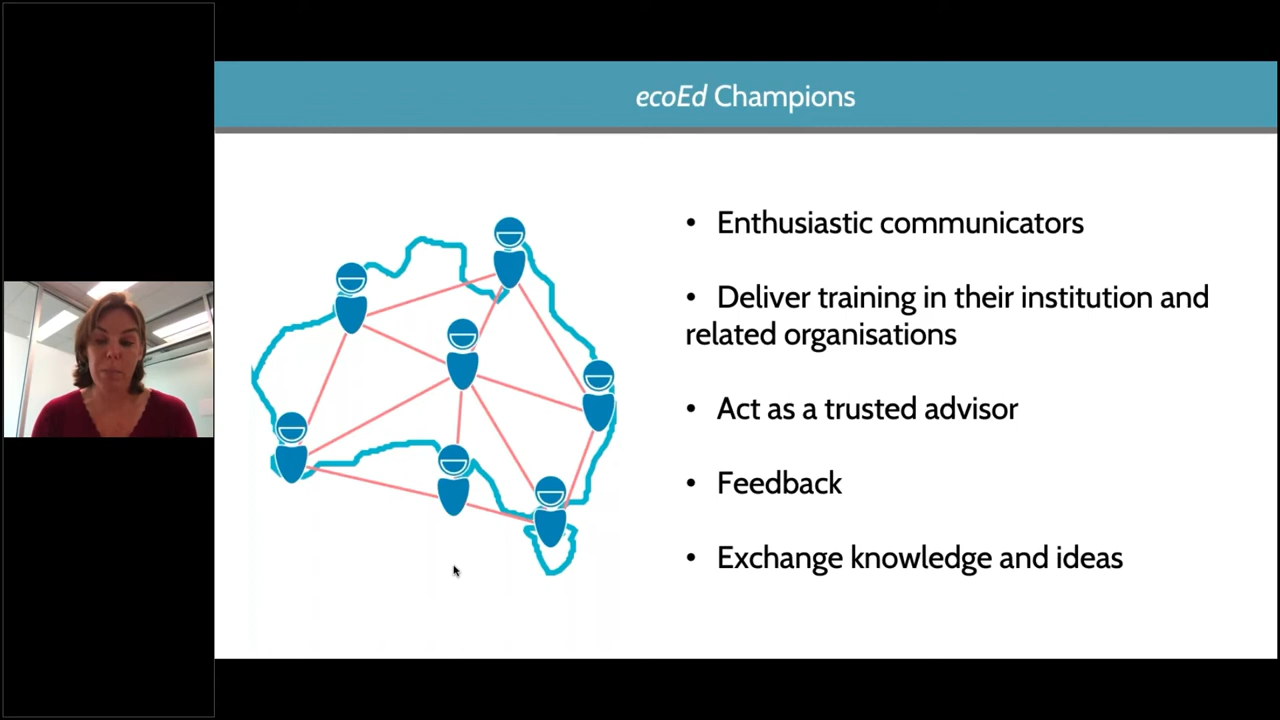 ecoEd Champions
• Enthusiastic communicators
• Deliver training in their institution and
related organisations
• Act as a trusted advisor
• Feedback
• Exchange knowledge and ideas